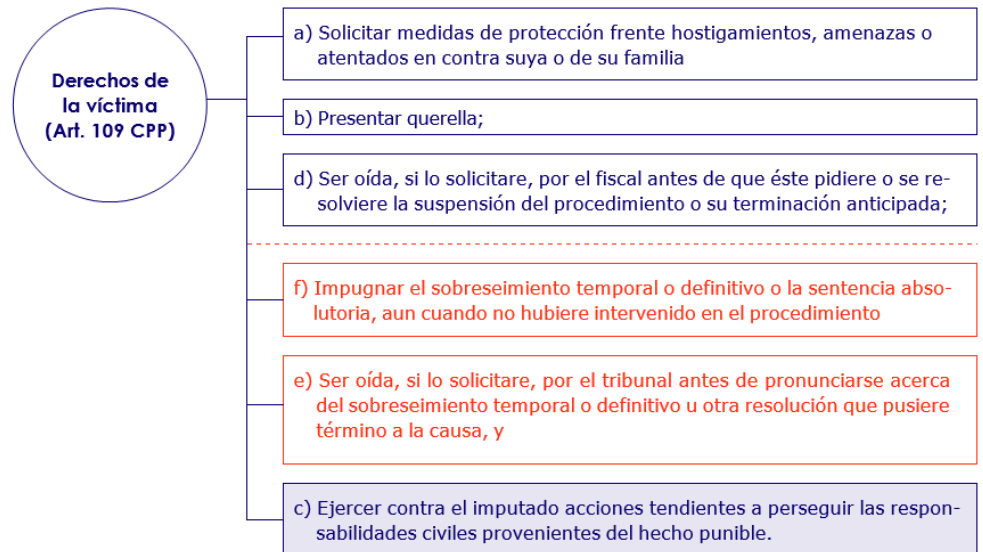 Derechos de
la víctima
(Art. 109 CPP)
a) Solicitar medidas de protección frente hostigamientos, amenazas o
atentados en contra suya o de su familia
b) Presentar querella;
d) Ser oída, si lo solicitare, por el fiscal antes de que éste pidiere o se re-
solviere la suspensión del procedimiento o su terminación anticipada;
f) Impugnar el sobreseimiento temporal o definitivo o la sentencia abso-
lutoria, aun cuando no hubiere intervenido en el procedimiento
e) Ser oída, si lo solicitare, por el tribunal antes de pronunciarse acerca
del sobreseimiento temporal o definitivo u otra resolución que pusiere
término a la causa, y
c) Ejercer contra el imputado acciones tendientes a perseguir las respon-
sabilidades civiles provenientes del hecho punible.